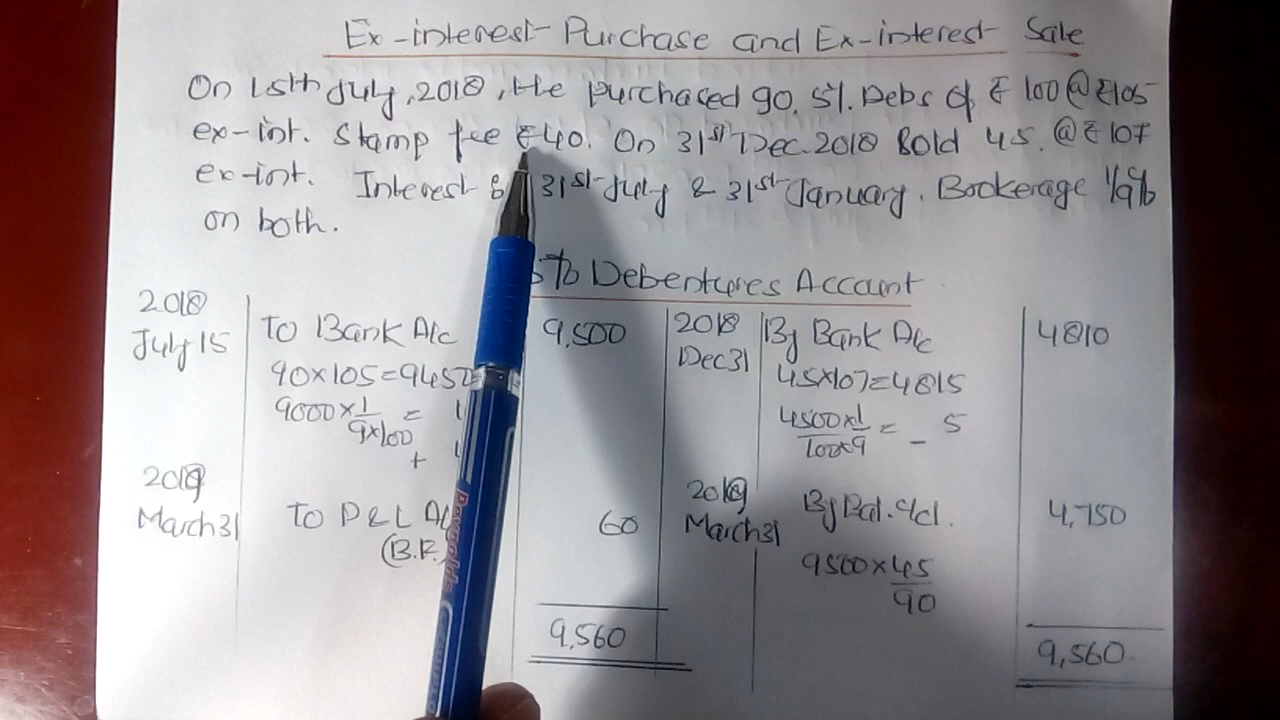 Ex-interest Purchase and Ex-interest Sale
On 15th July, 2018, He purchased 90, 5%. Debs of ₹ 100 @ ₹105
ex-int. Stamp fee ₹40. On 31st Dec. 2018 Sold 45. @ ₹ 107
ex-int. Interest 31st July & 31st January. Brokerage 1/9%
on both.
5% Debentures Account
2018
July 15
To Bank A/c
9,500
90×105=945
9000×1 =
9×100
+
2019
March 31
To P&L A/c
(B.F.)
60
9,560
2018
Dec 31
By Bank A/c
4810
45×107=4815
4500×1 = - 5
100×9
2019
March 31
By Bal. c/d.
4,750
9500×45
90
9,560
Reynolds